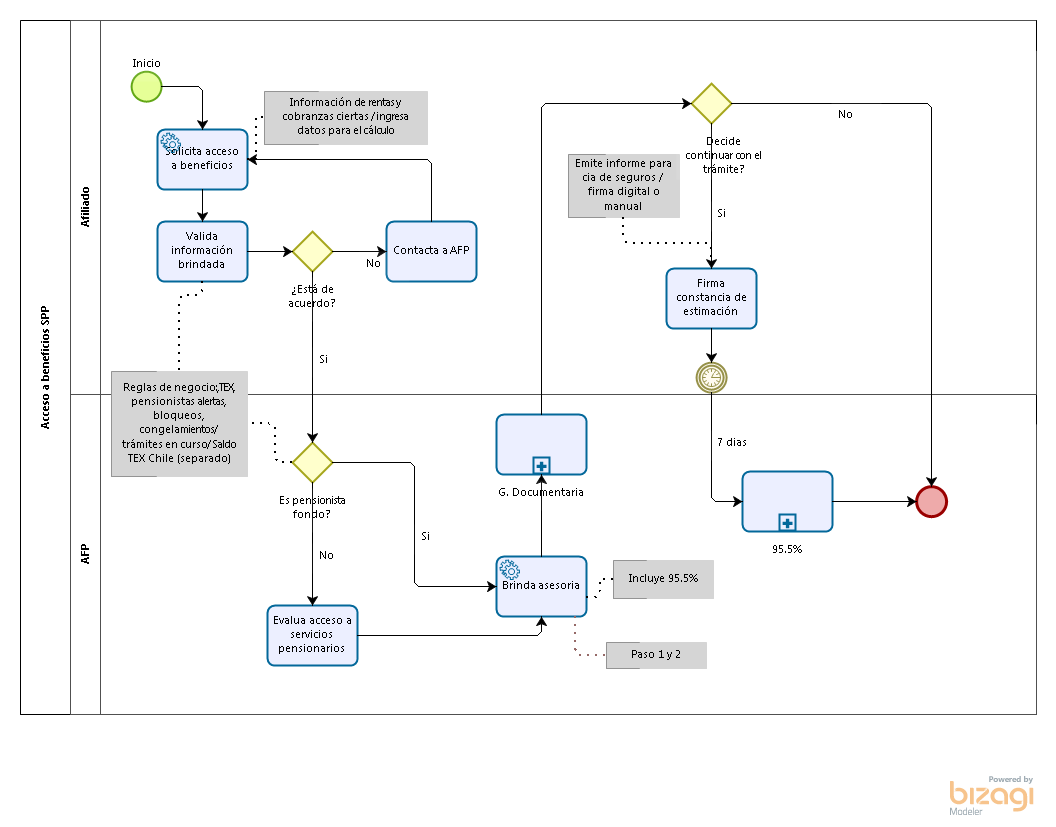 Acceso a beneficios SPP
Afiliado
Inicio
Información de rentas y
cobranzas ciertas / ingresa
datos para el cálculo
Solicita acceso
a beneficios
Valida
información
brindada
¿Está de
acuerdo?
No
Contacta a AFP
Si
Decide
continuar con el
trámite?
No
Si
Emite informe para
cia de seguros /
firma digital o
manual
Firma
constancia de
estimación
AFP
Reglas de negocio:,TEX,
pensionistas alertas,
bloqueos,
congelamientos/
trámites en curso/ Saldo
TEX Chile (separado)
Es pensionista
fondo?
Si
No
Evalua acceso a
servicios
pensionarios
G. Documentaria
Brinda asesoria
Incluye 95.5%
Paso 1 y 2
7 dias
95.5%
Powered by
bizagi
Modeler